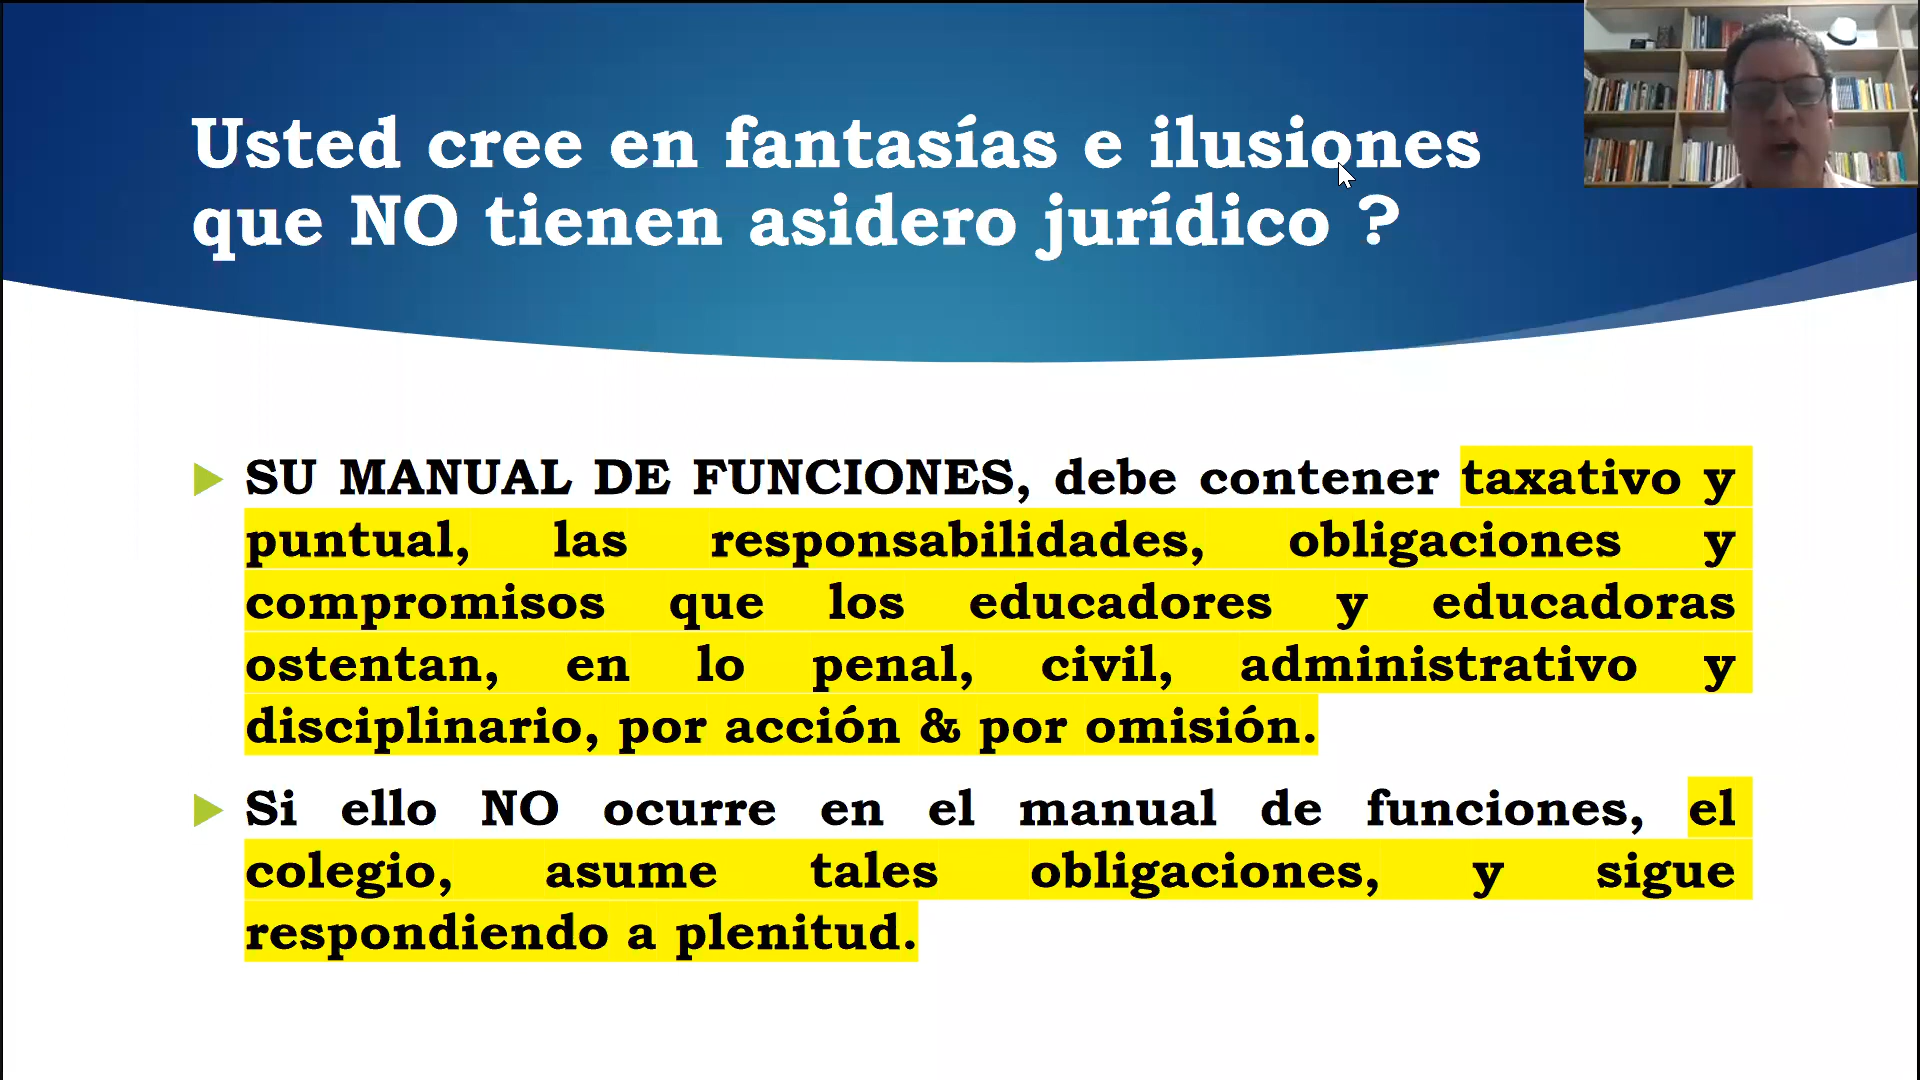 Usted cree en fantasías e ilusiones
que NO tienen asidero jurídico ?
SU MANUAL DE FUNCIONES, debe contener taxativo y
puntual, las responsabilidades, obligaciones y
compromisos que los educadores y educadoras
ostentan, en lo penal, civil, administrativo y
disciplinario, por acción & por omisión.
Si ello NO ocurre en el manual de funciones, el
colegio, asume tales obligaciones, y sigue
respondiendo a plenitud.